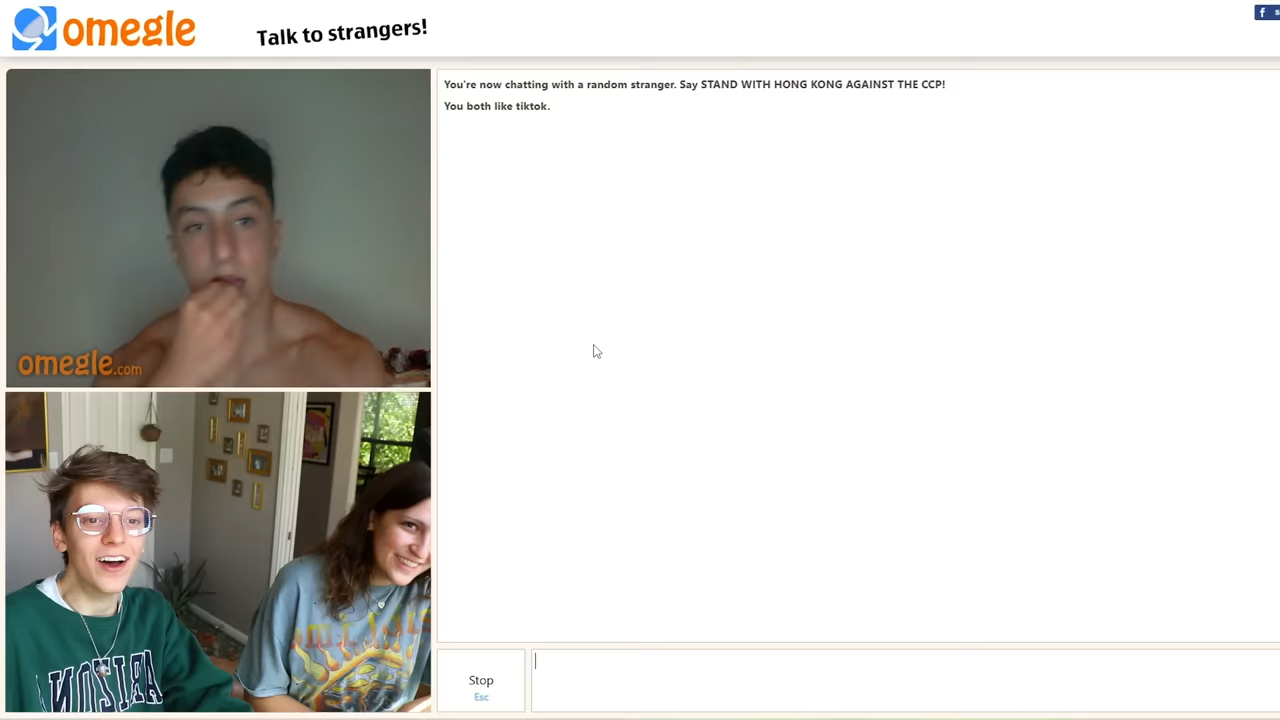 omegle
Talk to strangers!
f
You're now chatting with a random stranger. Say STAND WITH HONG KONG AGAINST THE CCP!
You both like tiktok.
omegle.com
ARIZON
Stop
Esc